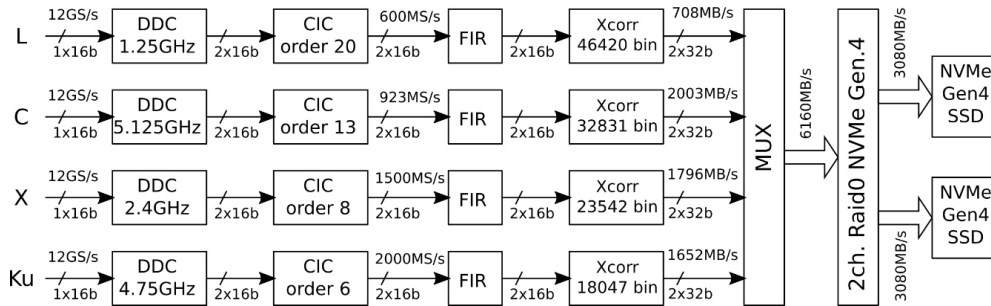 L
12GS/s
1x16b
DDC
1.25GHz
2x16b
CIC
order 20
600MS/s
2x16b
FIR
2x16b
Xcorr
46420 bin
708MB/s
2x32b
C
12GS/s
1x16b
DDC
5.125GHz
2x16b
CIC
order 13
923MS/s
2x16b
FIR
2x16b
Xcorr
32831 bin
2003MB/s
2x32b
X
12GS/s
1x16b
DDC
2.4GHz
2x16b
CIC
order 8
1500MS/s
2x16b
FIR
2x16b
Xcorr
23542 bin
1796MB/s
2x32b
Ku
12GS/s
1x16b
DDC
4.75GHz
2x16b
CIC
order 6
2000MS/s
2x16b
FIR
2x16b
Xcorr
18047 bin
1652MB/s
2x32b
MUX
6160MB/s
2ch. Raid0 NVMe Gen.4
3080MB/s
NVMe
Gen4
SSD
3080MB/s
NVMe
Gen4
SSD